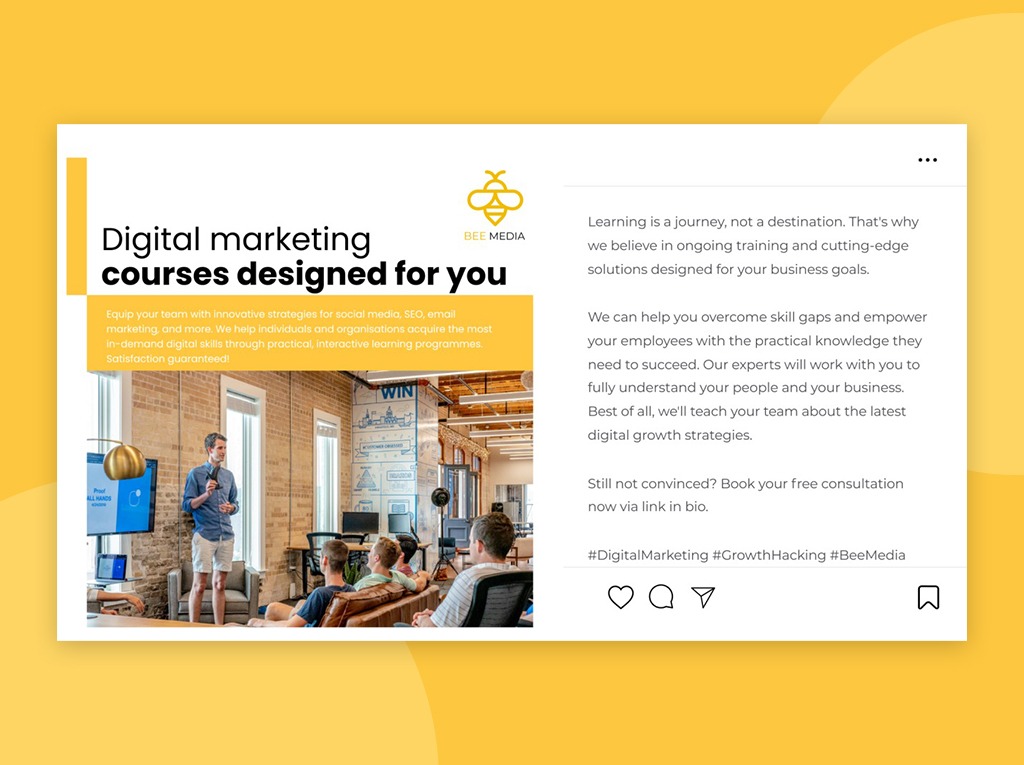 BEE MEDIA
Digital marketing
courses designed for you
Equip your team with innovative strategies for social media, SEO, email
marketing, and more. We help individuals and organisations acquire the most
in-demand digital skills through practical, interactive learning programmes.
Satisfaction guaranteed!
WIN
Proof
ALL HANDS
Learning is a journey, not a destination. That's why
we believe in ongoing training and cutting-edge
solutions designed for your business goals.
We can help you overcome skill gaps and empower
your employees with the practical knowledge they
need to succeed. Our experts will work with you to
fully understand your people and your business.
Best of all, we'll teach your team about the latest
digital growth strategies.
Still not convinced? Book your free consultation
now via link in bio.
#DigitalMarketing #GrowthHacking #BeeMedia